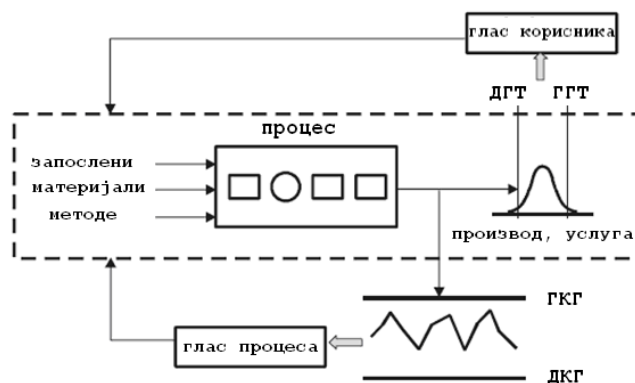 глас корисника
ДГТ ГГТ
процес
запослени
материјали
методе
производ, услуга
ГКГ
глас процеса
ДКГ